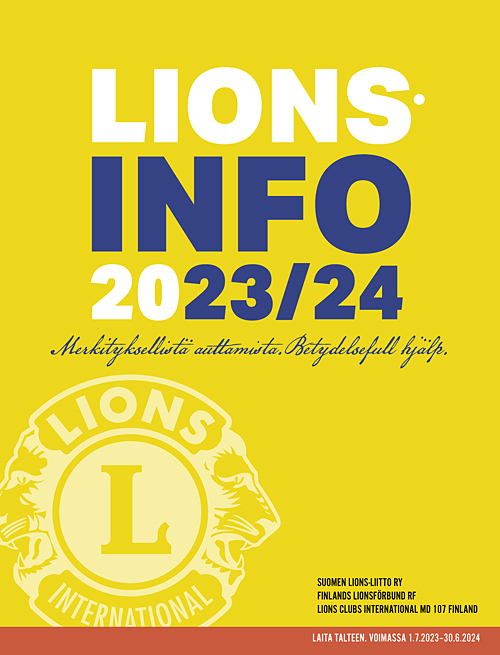 LIONS
INFO
2023/24
Merkityksellistä auttamista. Betydelsefull hjälp.
LIONS
L
INTERNATIONAL
SUOMEN LIONS-LIITTO RY
FINLANDS LIONSFÖRBUND RF
LIONS CLUBS INTERNATIONAL MD 107 FINLAND
LAITA TALTEEN. VOIMASSA 1.7.2023–30.6.2024